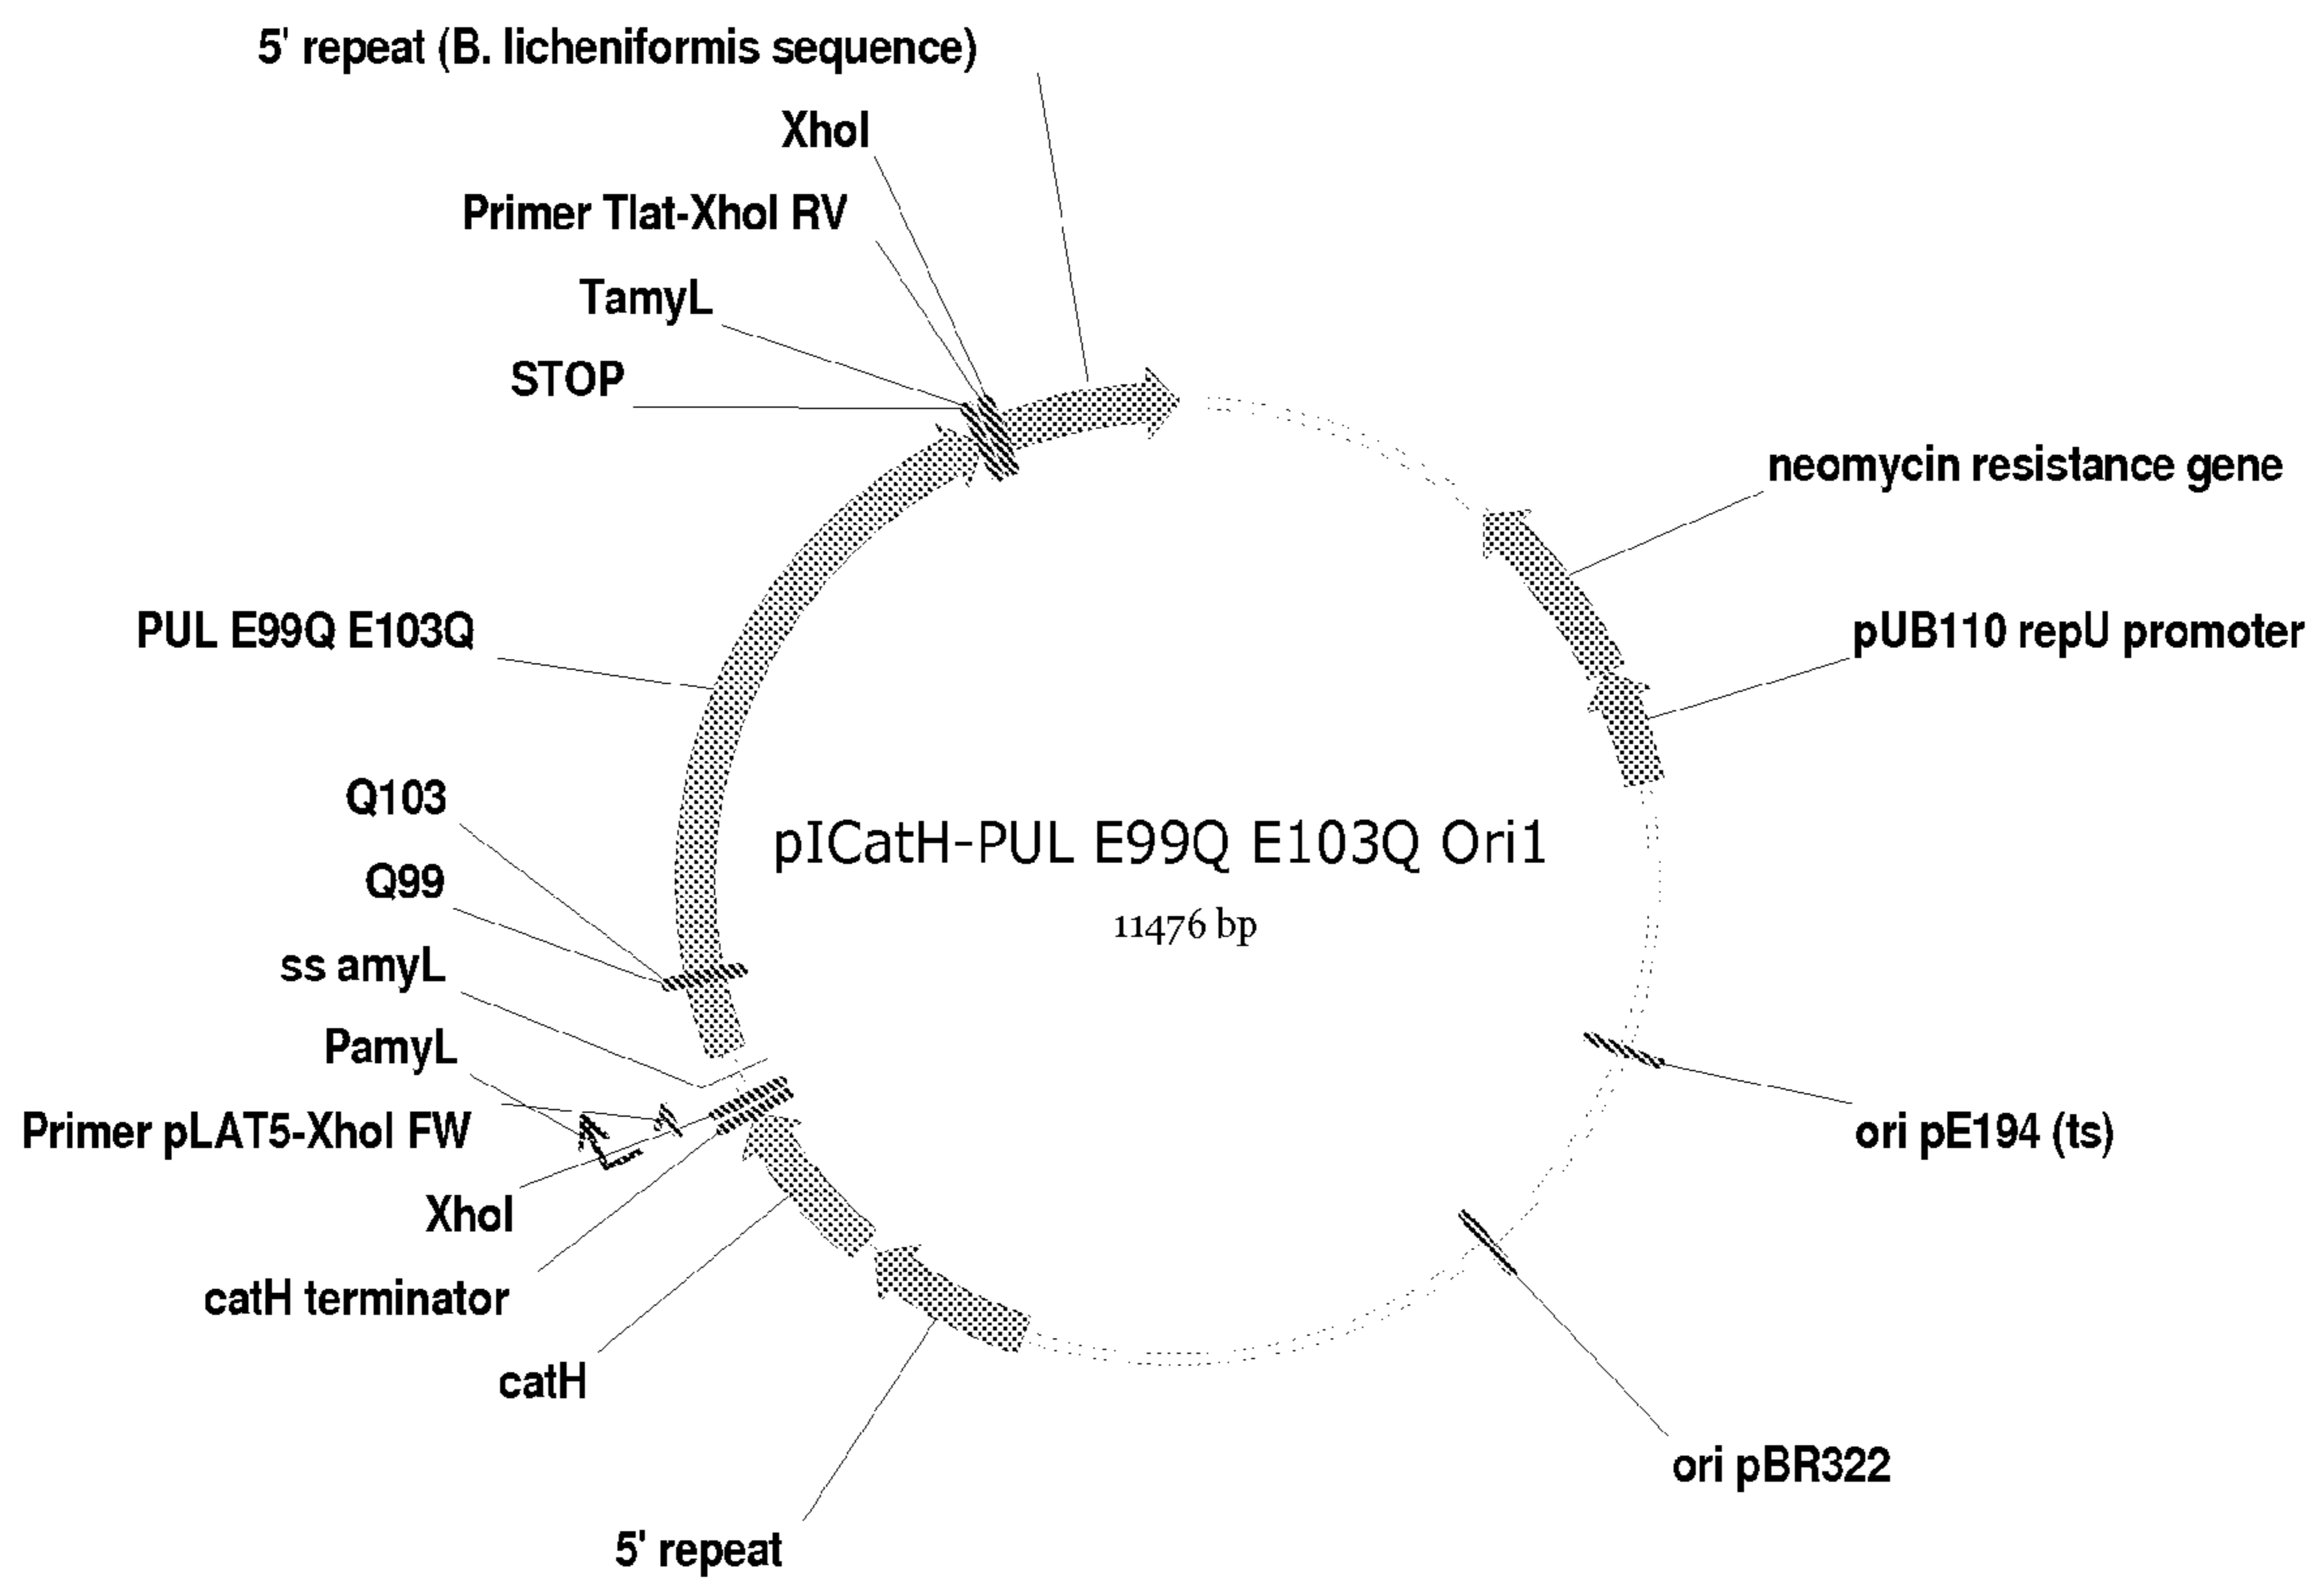 5' repeat (B. licheniformis sequence)
XhoI
Primer Tlat-XhoI RV
TamyL
STOP
neomycin resistance gene
PUL E99Q E103Q
pUB110 repU promoter
Q103
pICatH-PUL E99Q E103Q Ori1
Q99
11476 bp
ss amyL
PamyL
Primer pLAT5-XhoI FW
ori pE194 (ts)
XhoI
catH terminator
catH
ori pBR322
5' repeat